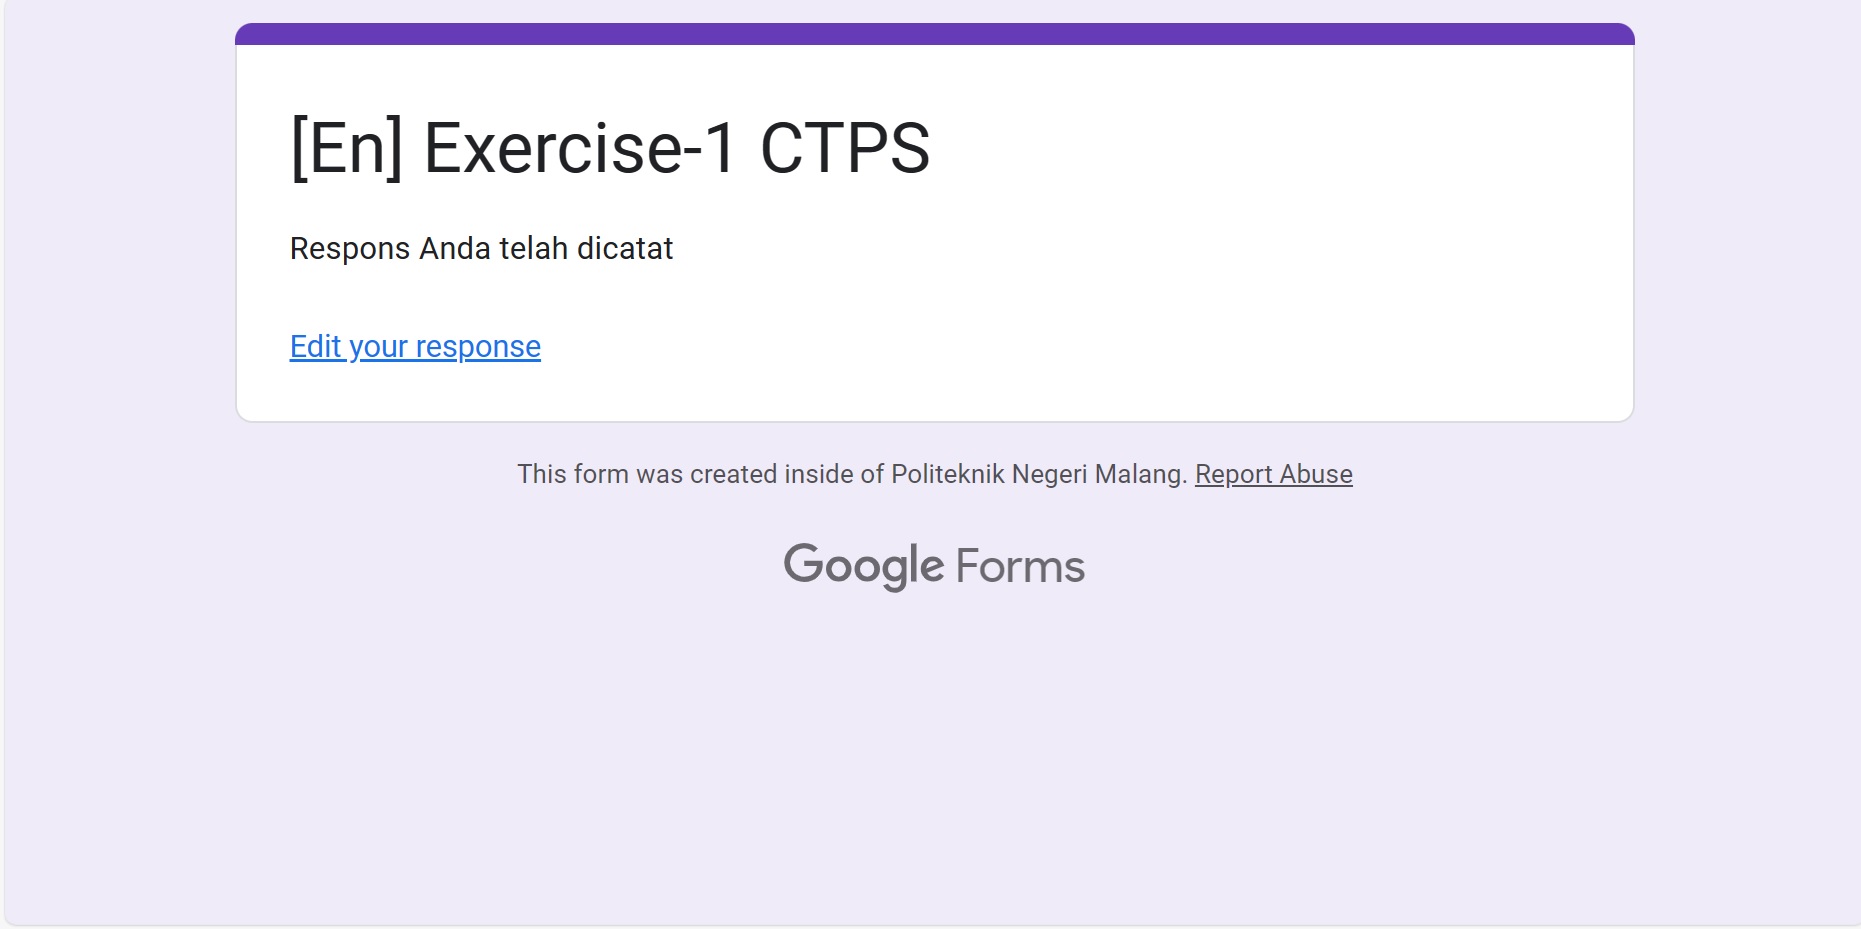 [En] Exercise-1 CTPS
Respons Anda telah dicatat
Edit your response
This form was created inside of Politeknik Negeri Malang. Report Abuse
Google Forms